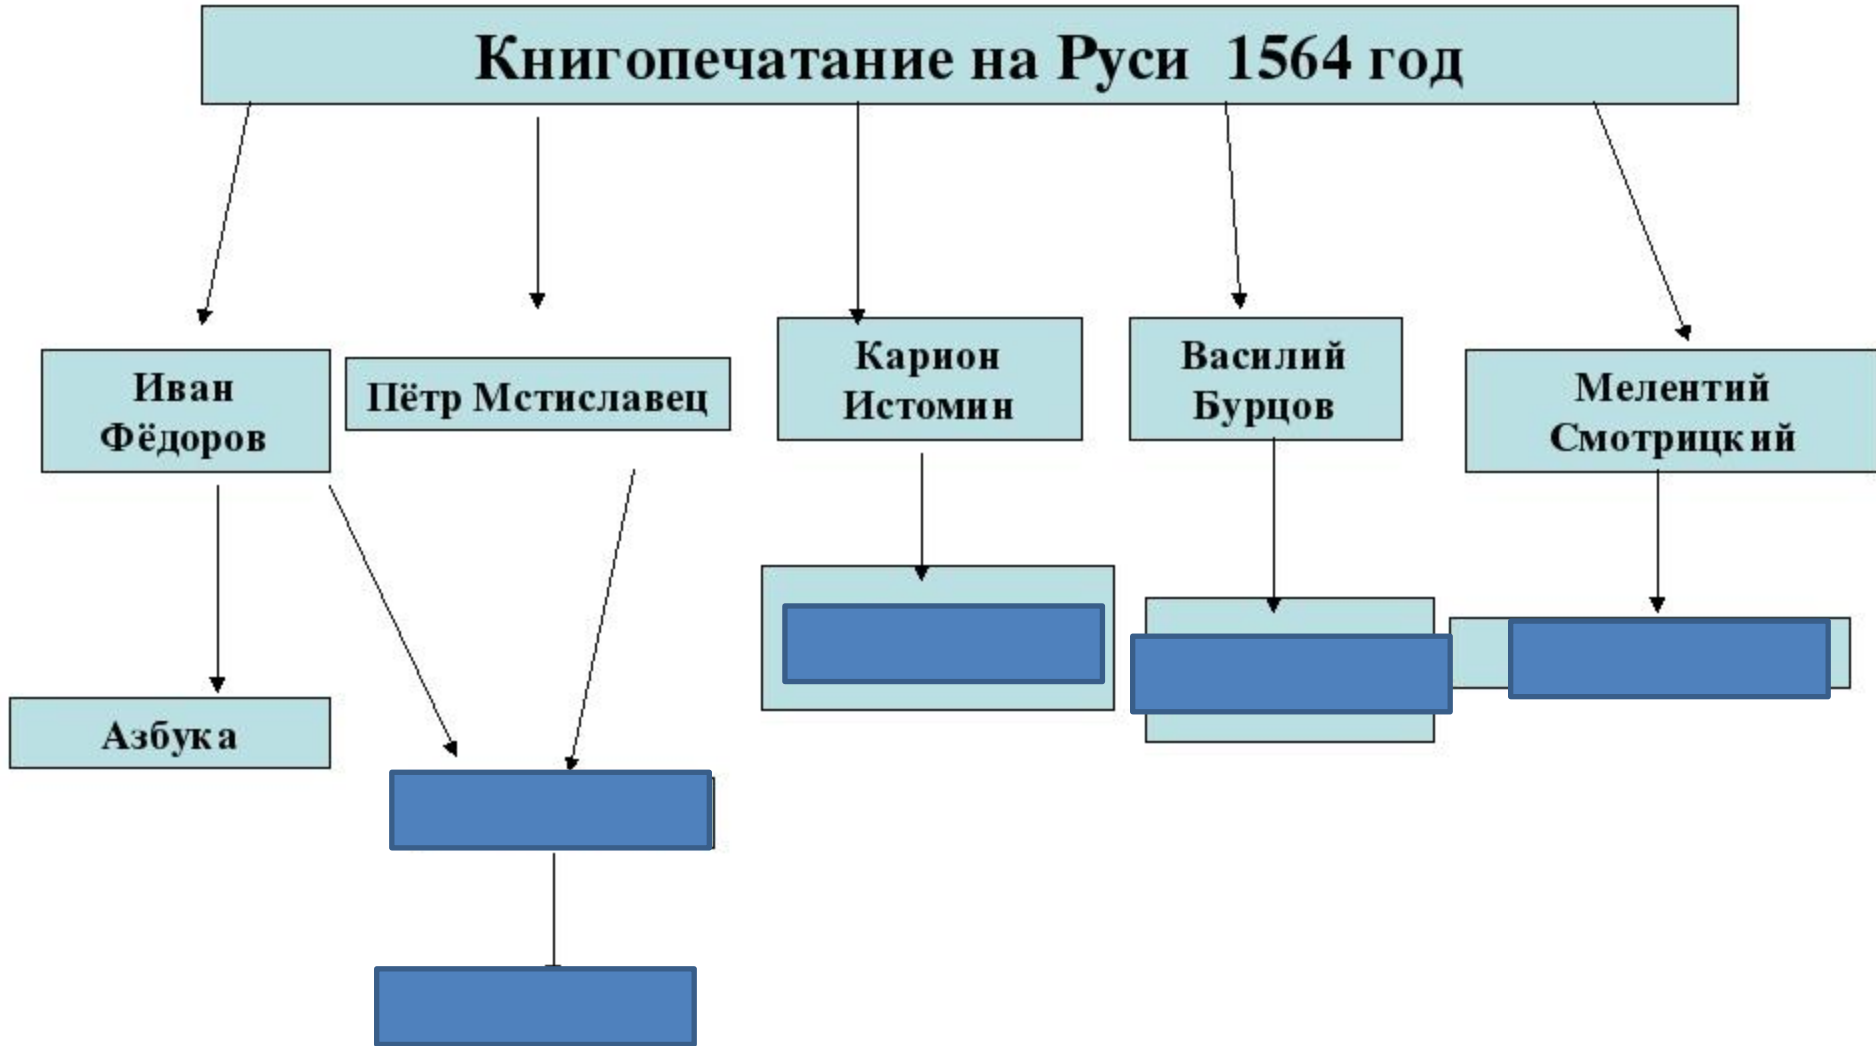 Книгопечатание на Руси 1564 год
Иван
Фёдоров
Пётр Мстиславец
Карион
Истомин
Василий
Бурцов
Мелентий
Смотрицкий
Азбука